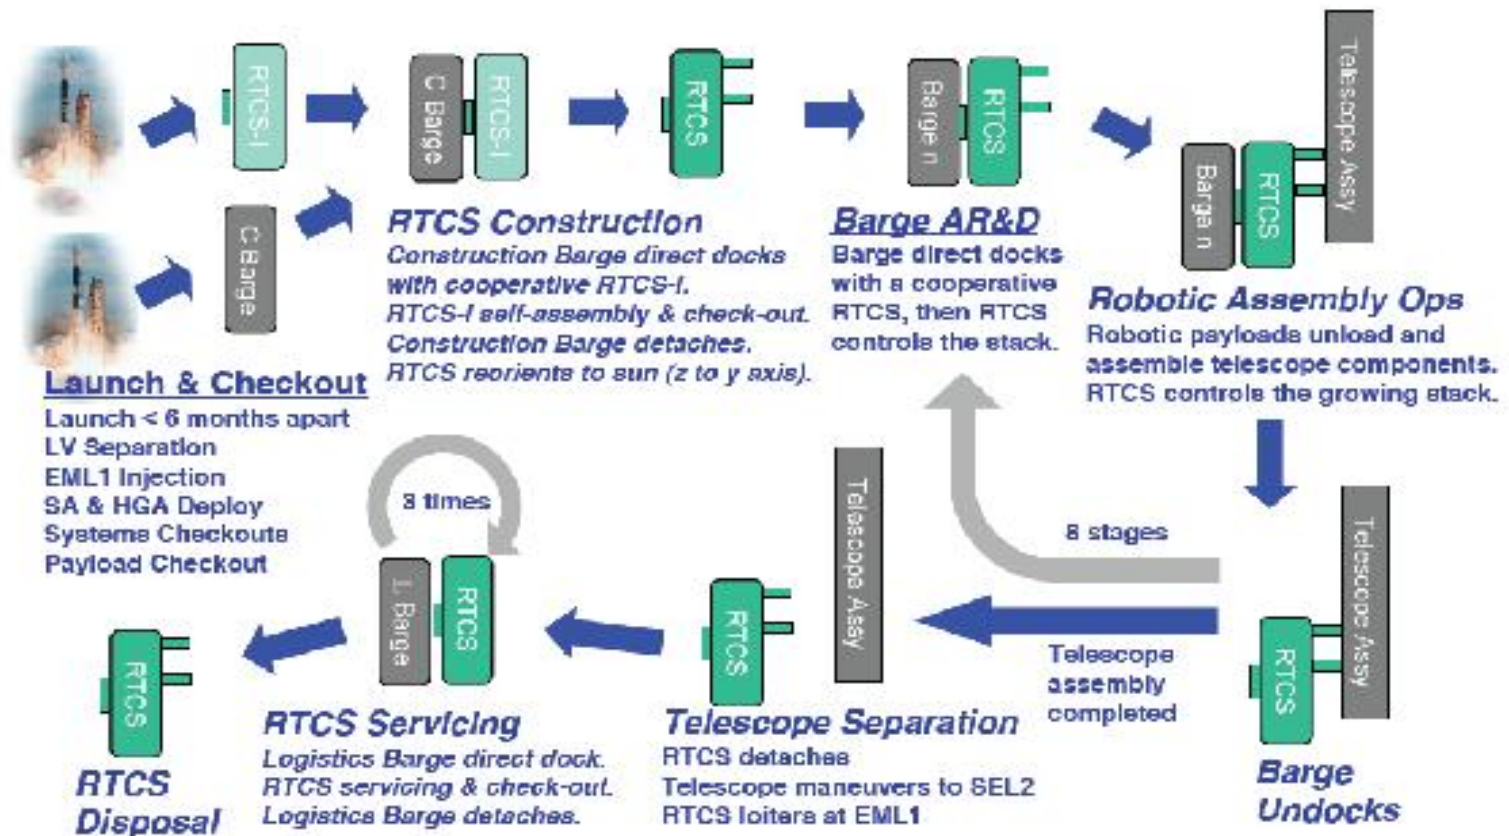 RTCS-I
C Barge
RTCS-I
RTCS
Barge n
RTCS
Barge n
RTCS
Telescope Assy
C Barge
RTCS Construction
Construction Barge direct docks
with cooperative RTCS-I.
RTCS-I self-assembly & check-out.
Construction Barge detaches.
RTCS reorients to sun (z to y axis).
Barge AR&D
Barge direct docks
with a cooperative
RTCS, then RTCS
controls the stack.
Robotic Assembly Ops
Robotic payloads unload and
assemble telescope components.
RTCS controls the growing stack.
Launch & Checkout
Launch < 6 months apart
LV Separation
EML1 Injection
SA & HGA Deploy
Systems Checkouts
Payload Checkout
3 times
L Barge
RTCS
Telescope Assy
RTCS
8 stages
Telescope
assembly
completed
Telescope Assy
RTCS
RTCS
RTCS
Disposal
RTCS Servicing
Logistics Barge direct dock.
RTCS servicing & check-out.
Logistics Barge detaches.
Telescope Separation
RTCS detaches
Telescope maneuvers to SEL2
RTCS loiters at EML1
Barge
Undocks